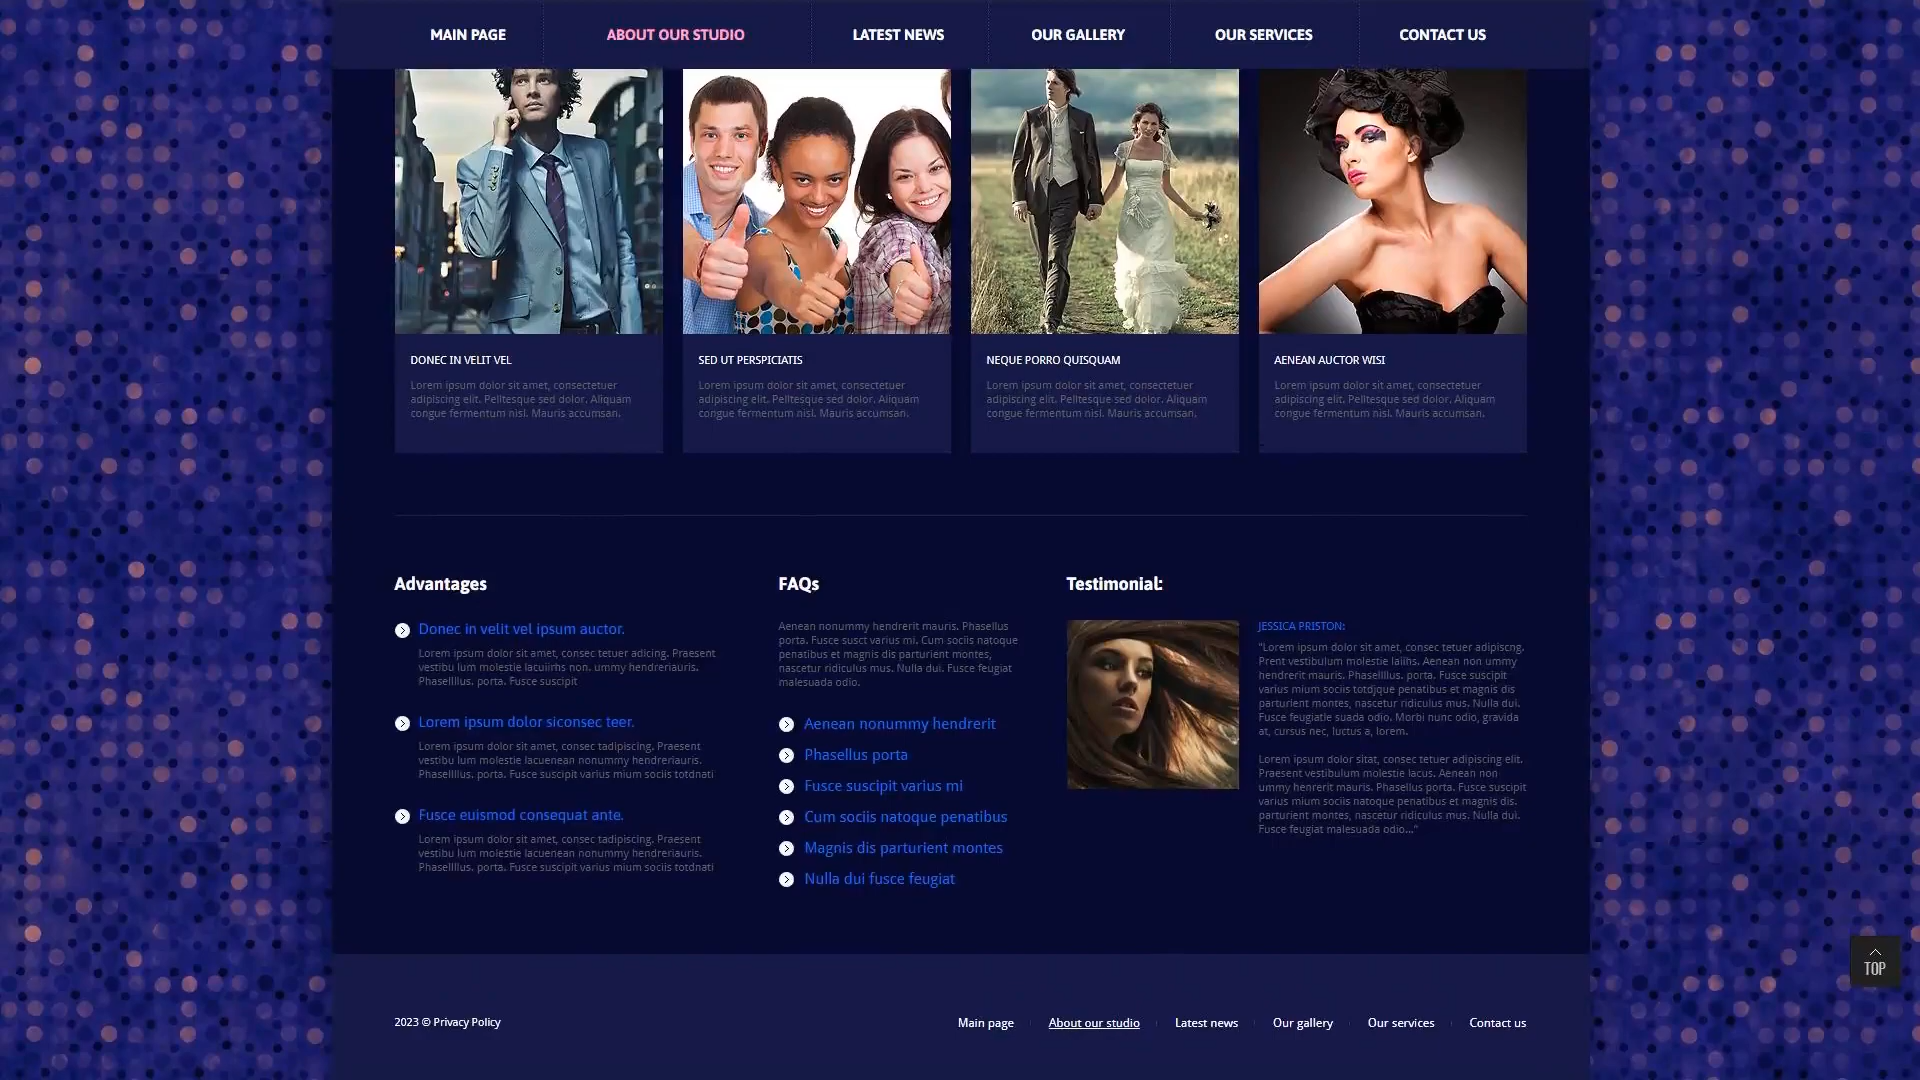 MAIN PAGE
ABOUT OUR STUDIO
LATEST NEWS
OUR GALLERY
OUR SERVICES
CONTACT US
DONEC IN VELIT VEL
Lorem ipsum dolor sit amet, consectetuer
adipiscing elit. Pelltesque sed dolor. Aliquam
congue fermentum nisl. Mauris accumsan.
SED UT PERSPICIATIS
Lorem ipsum dolor sit amet, consectetuer
adipiscing elit. Pelltesque sed dolor. Aliquam
congue fermentum nisl. Mauris accumsan.
NEQUE PORRO QUISQUAM
Lorem ipsum dolor sit amet, consectetuer
adipiscing elit. Pelltesque sed dolor. Aliquam
congue fermentum nisl. Mauris accumsan.
AENEAN AUCTOR WISI
Lorem ipsum dolor sit amet, consectetuer
adipiscing elit. Pelltesque sed dolor. Aliquam
congue fermentum nisl. Mauris accumsan.
Advantages
Donec in velit vel ipsum auctor.
Lorem ipsum dolor sit amet, consec tetuer adicing. Praesent
vestibu lum molestie lacuiirhs non. ummy hendreriauris.
Phasellllus. porta. Fusce suscipit
Lorem ipsum dolor siconsec teer.
Lorem ipsum dolor sit amet, consec tadipiscing. Praesent
vestibu lum molestie lacuenean nonummy hendreriauris.
Phasellllus. porta. Fusce suscipit varius mium sociis totdnati
Fusce euismod consequat ante.
Lorem ipsum dolor sit amet, consec tadipiscing. Praesent
vestibu lum molestie lacuenean nonummy hendreriauris.
Phasellllus. porta. Fusce suscipit varius mium sociis totdnati
FAQs
Aenean nonummy hendrerit mauris. Phasellus
porta. Fusce susct varius mi. Cum sociis natoque
penatibus et magnis dis parturient montes,
nascetur ridiculus mus. Nulla dui. Fusce feugiat
malesuada odio.
Aenean nonummy hendrerit
Phasellus porta
Fusce suscipit varius mi
Cum sociis natoque penatibus
Magnis dis parturient montes
Nulla dui fusce feugiat
Testimonial:
JESSICA PRISTON:
"Lorem ipsum dolor sit amet, consec tetuer adipiscng.
Prent vestibulum molestie laiihs. Aenean non ummy
hendrerit mauris. Phasellllus. porta. Fusce suscipit
varius mium sociis totdjque penatibus et magnis dis
parturient montes, nascetur ridiculus mus. Nulla dui.
Fusce feugiatle suada odio. Morbi nunc odio, gravida
at, cursus nec, luctus a, lorem.
Lorem ipsum dolor sitat, consec tetuer adipiscing elit.
Praesent vestibulum molestie lacus. Aenean non
ummy henrerit mauris. Phasellus porta. Fusce suscipit
varius mium sociis natoque penatibus et magnis dis.
parturient montes, nascetur ridiculus mus. Nulla dui.
Fusce feugiat malesuada odio..."
TOP
2023 © Privacy Policy
Main page
About our studio
Latest news
Our gallery
Our services
Contact us